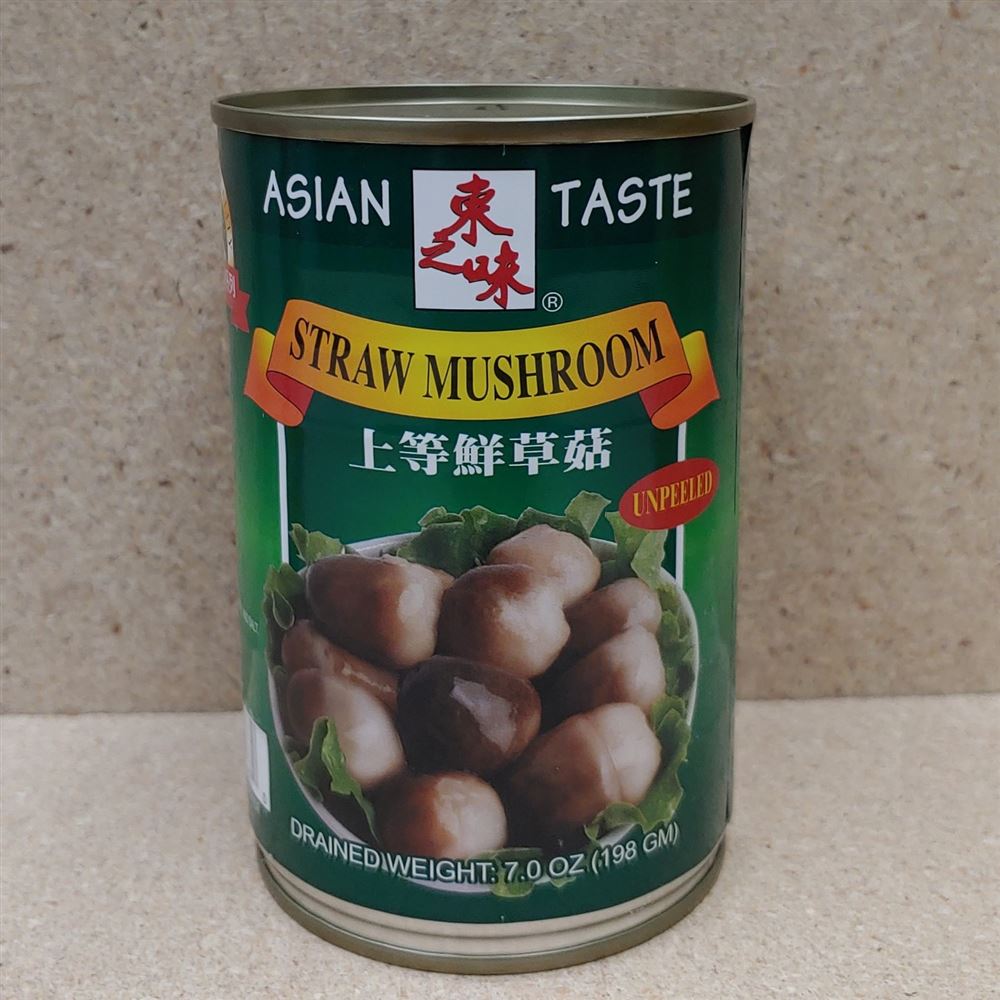 ASIAN TASTE
東之味
®
STRAW MUSHROOM
上等鮮草菇
UNPEELED
DRAINED WEIGHT: 7.0 OZ (198 GM)